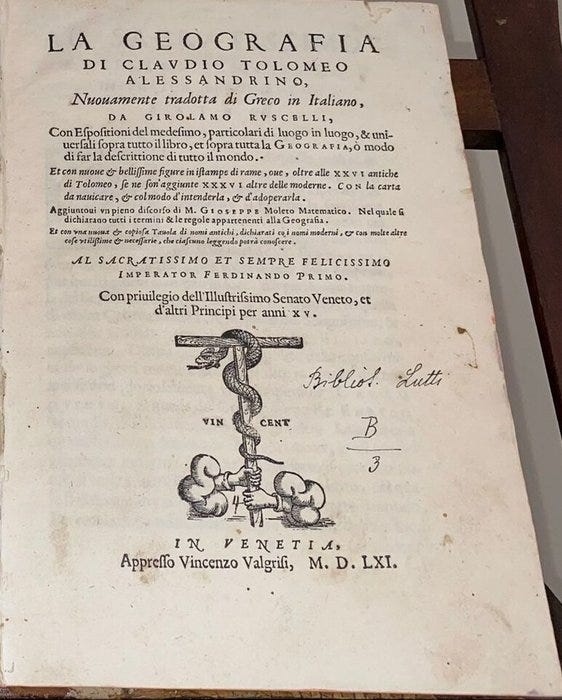 LA GEOGRAFIA
DI CLAVDIO TOLOMEO
ALESSANDRINO,
Nuouamente tradotta di Greco in Italiano,
DA GIROLAMO RVSCELLI,
Con Espositioni del medesimo, particolari di luogo in luogo, & uni-
uersali sopra tutto il libro, et sopra tutta la GEOGRAFIA, ò modo
di far la descrittione di tutto il mondo.
Et con nuoue & bellissime figure in istampe di rame, oue, oltre alle XXVI antiche
di Tolomeo, se ne son'aggiunte XXXVI altre delle moderne. CON la carta
da nauicare, & col modo d'intenderla, & d'adoperarla.
Aggiuntoui vn pieno discorso di M. GIOSEPPE Moleto Matematico. Nel quale si
dichiarano tutti i termini & le regole appartenenti alla Geografia.
Et con vna nuoua & copiosa Tauola di nomi antichi, dichiarati co i nomi moderni, & con molte altre
cose vtilissime & necessarie, che ciascuno leggendo potrà conoscere.
AL SACRATISSIMO ET SEMPRE FELICISSIMO
IMPERATOR FERDINANDO PRIMO.
Con priuilegio dell'Illustrissimo Senato Veneto, et
d'altri Principi per anni XV.
Bibliot. Lutti
VIN CENT
B
3
IN VENETIA,
Appresso Vincenzo Valgrisi, M. D. LXI.